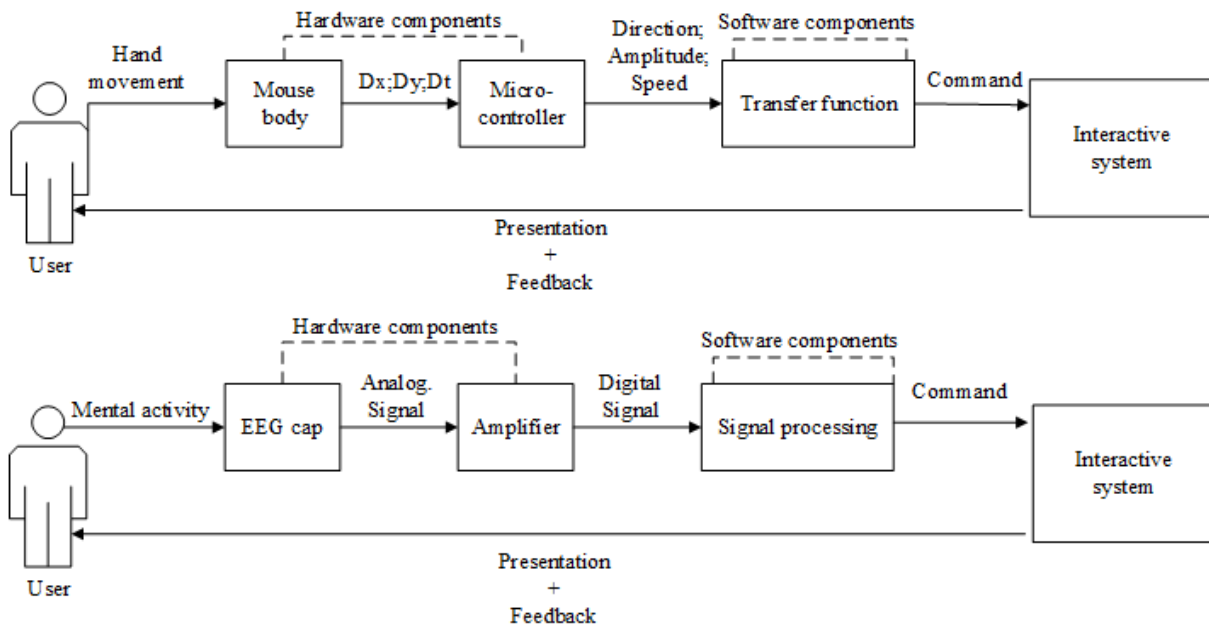 Hardware components
Software components
Hand
movement
Mouse
body
Dx;Dy;Dt
Micro-
controller
Direction;
Amplitude;
Speed
Transfer function
Command
Interactive
system
User
Presentation
+
Feedback
Hardware components
Software components
Mental activity
EEG cap
Analog.
Signal
Amplifier
Digital
Signal
Signal processing
Command
Interactive
system
User
Presentation
+
Feedback